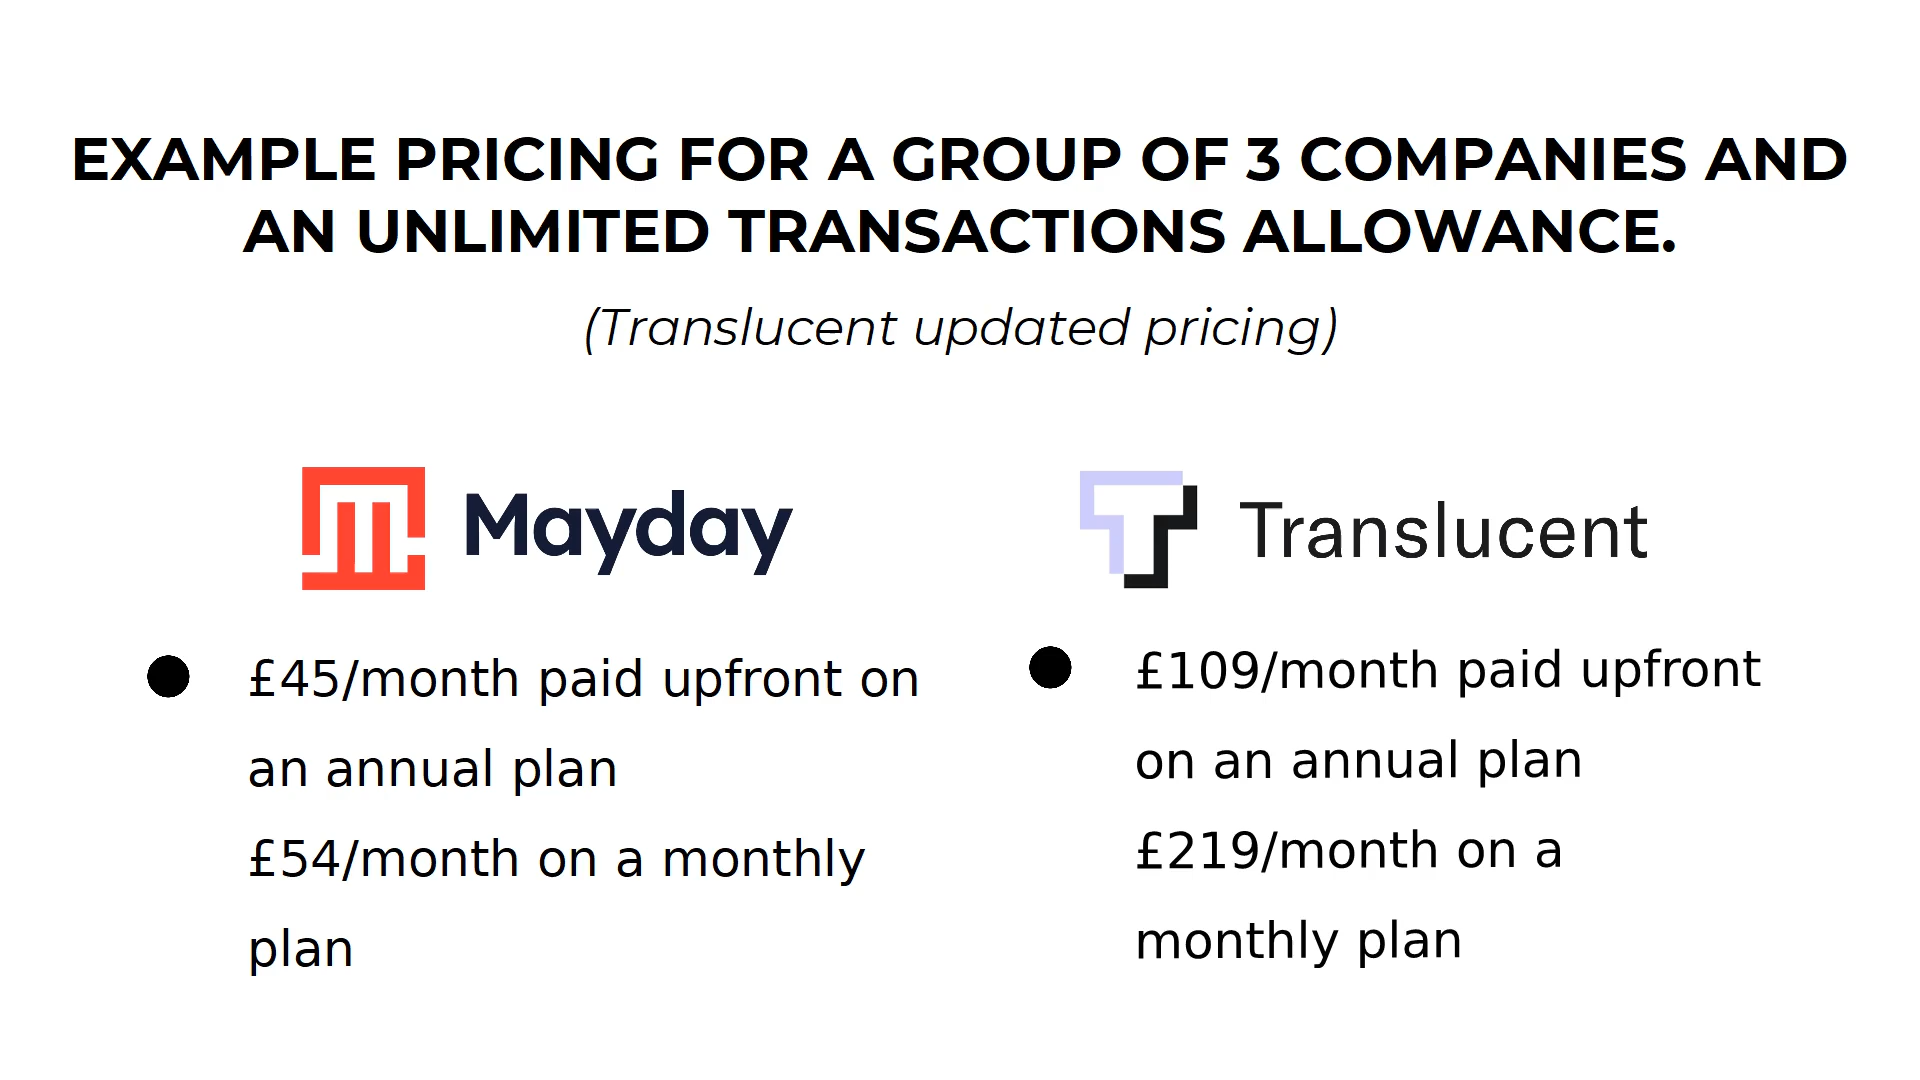 EXAMPLE PRICING FOR A GROUP OF 3 COMPANIES AND
AN UNLIMITED TRANSACTIONS ALLOWANCE.
(Translucent updated pricing)
Mayday
£45/month paid upfront on
an annual plan
£54/month on a monthly
plan
Translucent
£109/month paid upfront
on an annual plan
£219/month on a
monthly plan